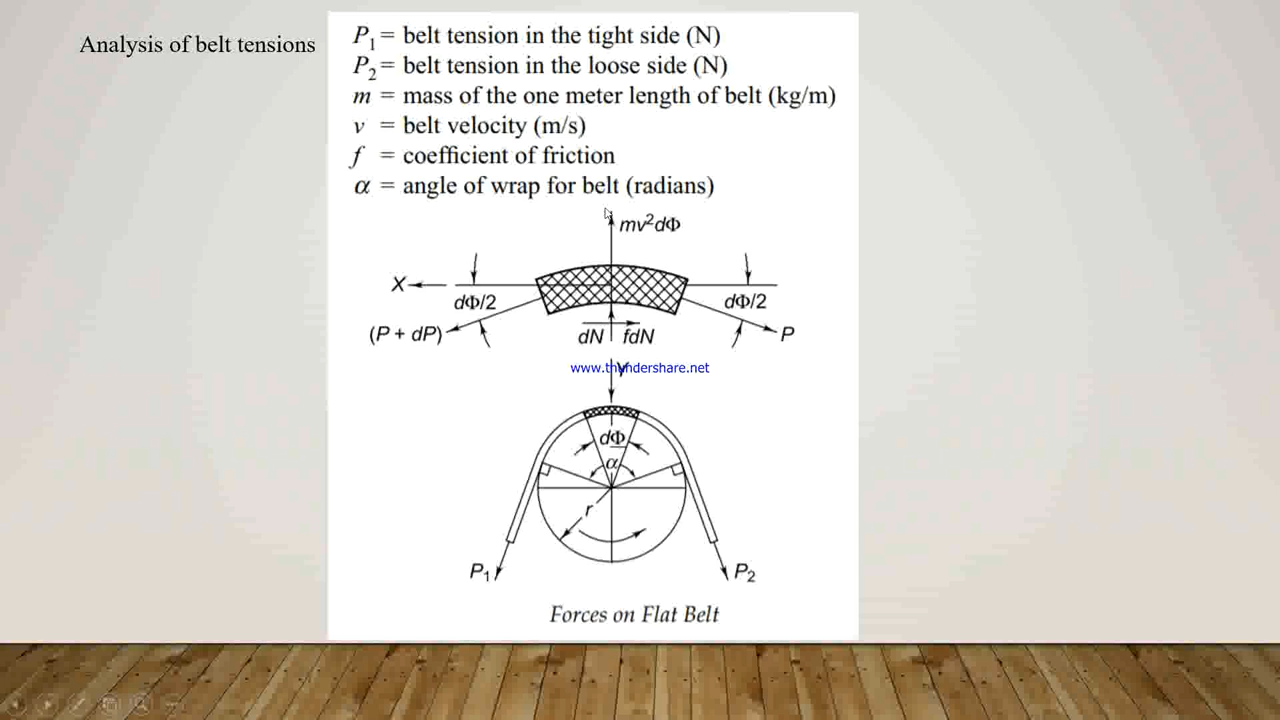 Analysis of belt tensions
P₁ = belt tension in the tight side (N)
P₂ = belt tension in the loose side (N)
m = mass of the one meter length of belt (kg/m)
v = belt velocity (m/s)
f = coefficient of friction
α = angle of wrap for belt (radians)
mv²dΦ
X
dΦ/2
dΦ/2
(P + dP)
dN
fdN
P
www.thundershare.net
Y
dΦ
α
r
P₁
P₂
Forces on Flat Belt